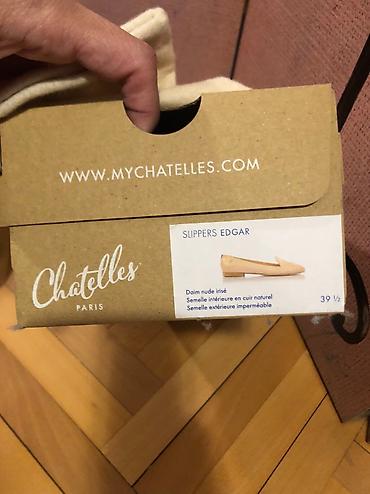 WWW.MYCHATELLES.COM
SLIPPERS EDGAR
Chatelles
PARIS
Daim nude irisé
Semelle intérieure en cuir naturel
Semelle extérieure imperméable
39 ½